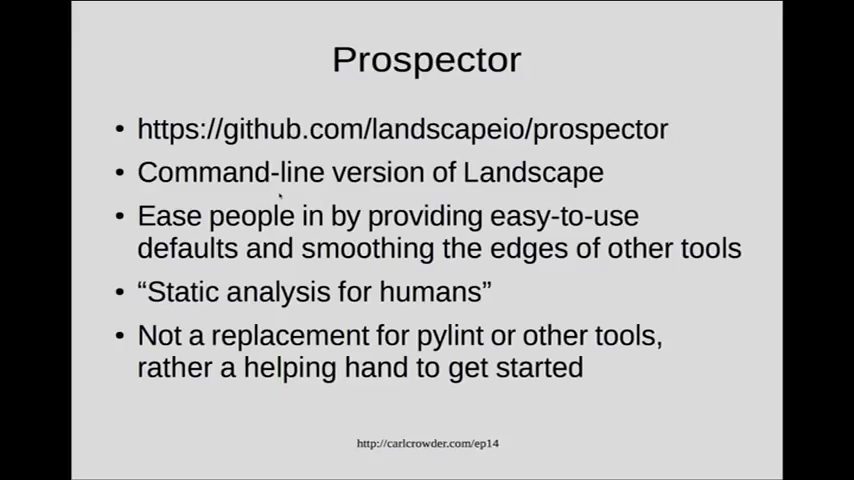 Prospector
• https://github.com/landscapeio/prospector
• Command-line version of Landscape
• Ease people in by providing easy-to-use
defaults and smoothing the edges of other tools
• “Static analysis for humans”
• Not a replacement for pylint or other tools,
rather a helping hand to get started
http://carlcrowder.com/ep14